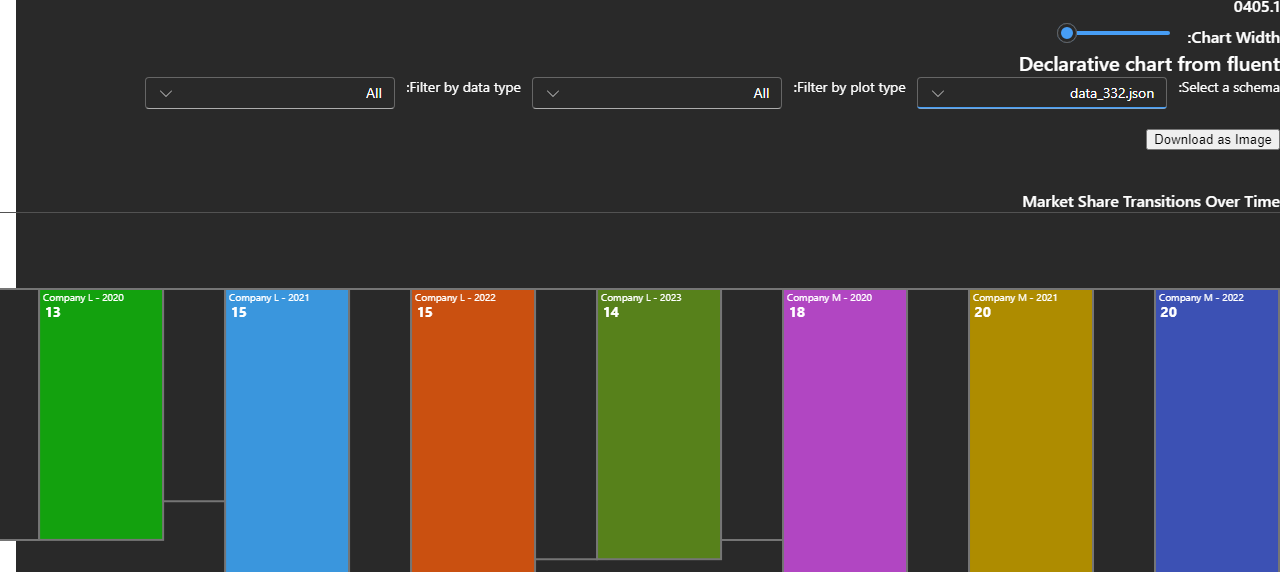 0405.1
:Chart Width
Declarative chart from fluent
:Select a schema
data_332.json
:Filter by plot type
All
:Filter by data type
All
Download as Image
Market Share Transitions Over Time
Company L - 2020
13
Company L - 2021
15
Company L - 2022
15
Company L - 2023
14
Company M - 2020
18
Company M - 2021
20
Company M - 2022
20